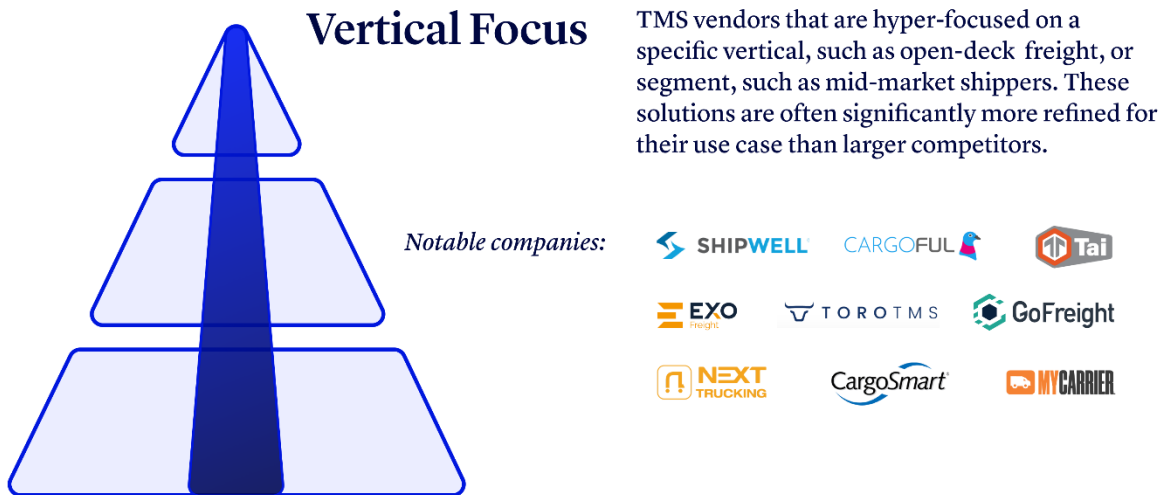 Vertical Focus
TMS vendors that are hyper-focused on a
specific vertical, such as open-deck freight, or
segment, such as mid-market shippers. These
solutions are often significantly more refined for
their use case than larger competitors.
Notable companies:
SHIPWELL
CARGOFUL
Tai
EXO
Freight
TOROTMS
GoFreight
NEXT
TRUCKING
CargoSmart
MYCARRIER